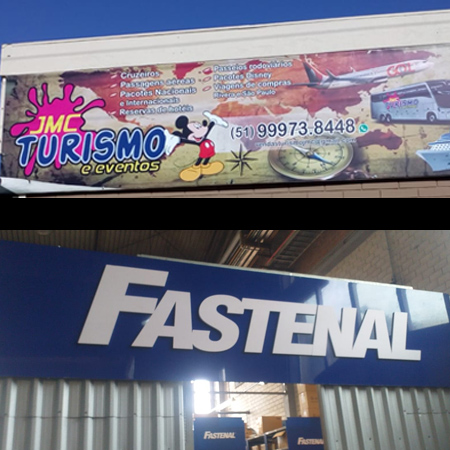 Cruzeiros
Passagens aéreas
Pacotes Nacionais
e Internacionais
Reservas de hotéis
Passeios rodoviários
Pacotes Disney
Viagens de compras
JMC
TURISMO
e eventos
(51) 99973.8448
FASTENAL
FASTENAL
FASTENAL